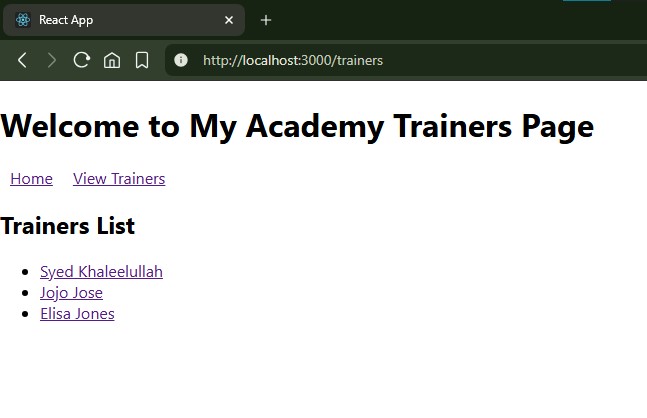 React App
http://localhost:3000/trainers
Welcome to My Academy Trainers Page
Home View Trainers
Trainers List
Syed Khaleelullah
Jojo Jose
Elisa Jones